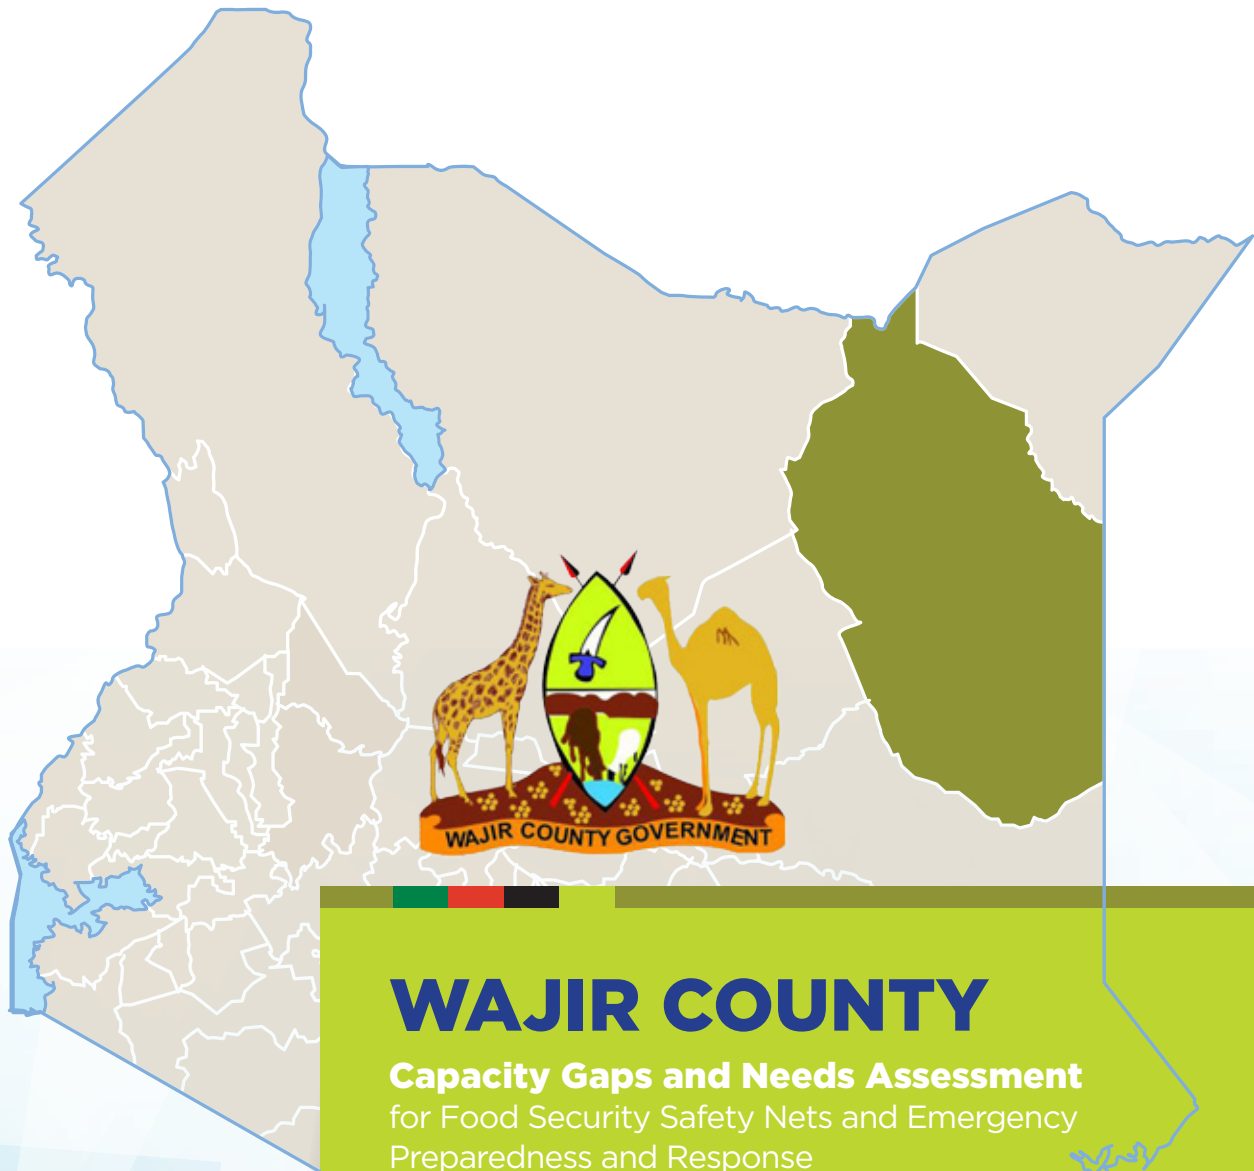 WAJIR COUNTY GOVERNMENT
WAJIR COUNTY
Capacity Gaps and Needs Assessment
for Food Security Safety Nets and Emergency
Preparedness and Response